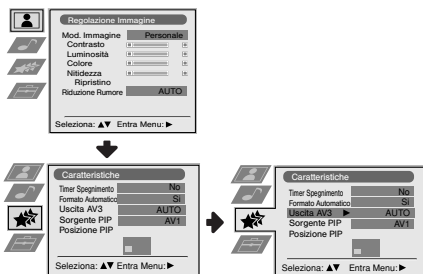 Regolazione Immagine
Mod. Immagine Personale
Contrasto
Luminosità
Colore
Nitidezza
Ripristino
Riduzione Rumore AUTO
Seleziona: ▲▼ Entra Menu: ►
Caratteristiche
Timer Spegnimento No
Formato Automatico Si
Uscita AV3 AUTO
Sorgente PIP AV1
Posizione PIP
Seleziona: ▲▼ Entra Menu: ►
Caratteristiche
Timer Spegnimento No
Formato Automatico Si
Uscita AV3 ► AUTO
Sorgente PIP AV1
Posizione PIP
Seleziona: ▲▼ Entra Menu: ►